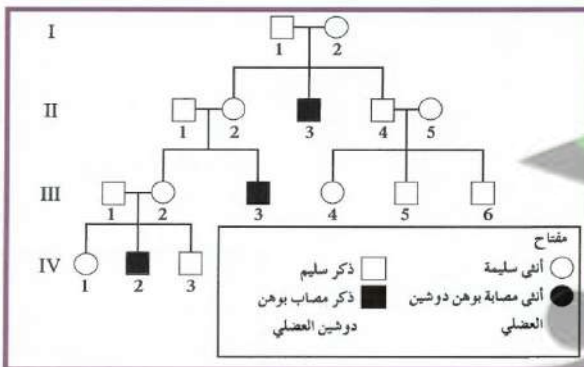 I
1 2
II
1 2 3 4 5
III
1 2 3 4 5 6
IV
1 2 3
مفتاح
أنثى سليمة
ذكر سليم
أنثى مصابة بوهن دوشين العضلي
ذكر مصاب بوهن دوشين العضلي